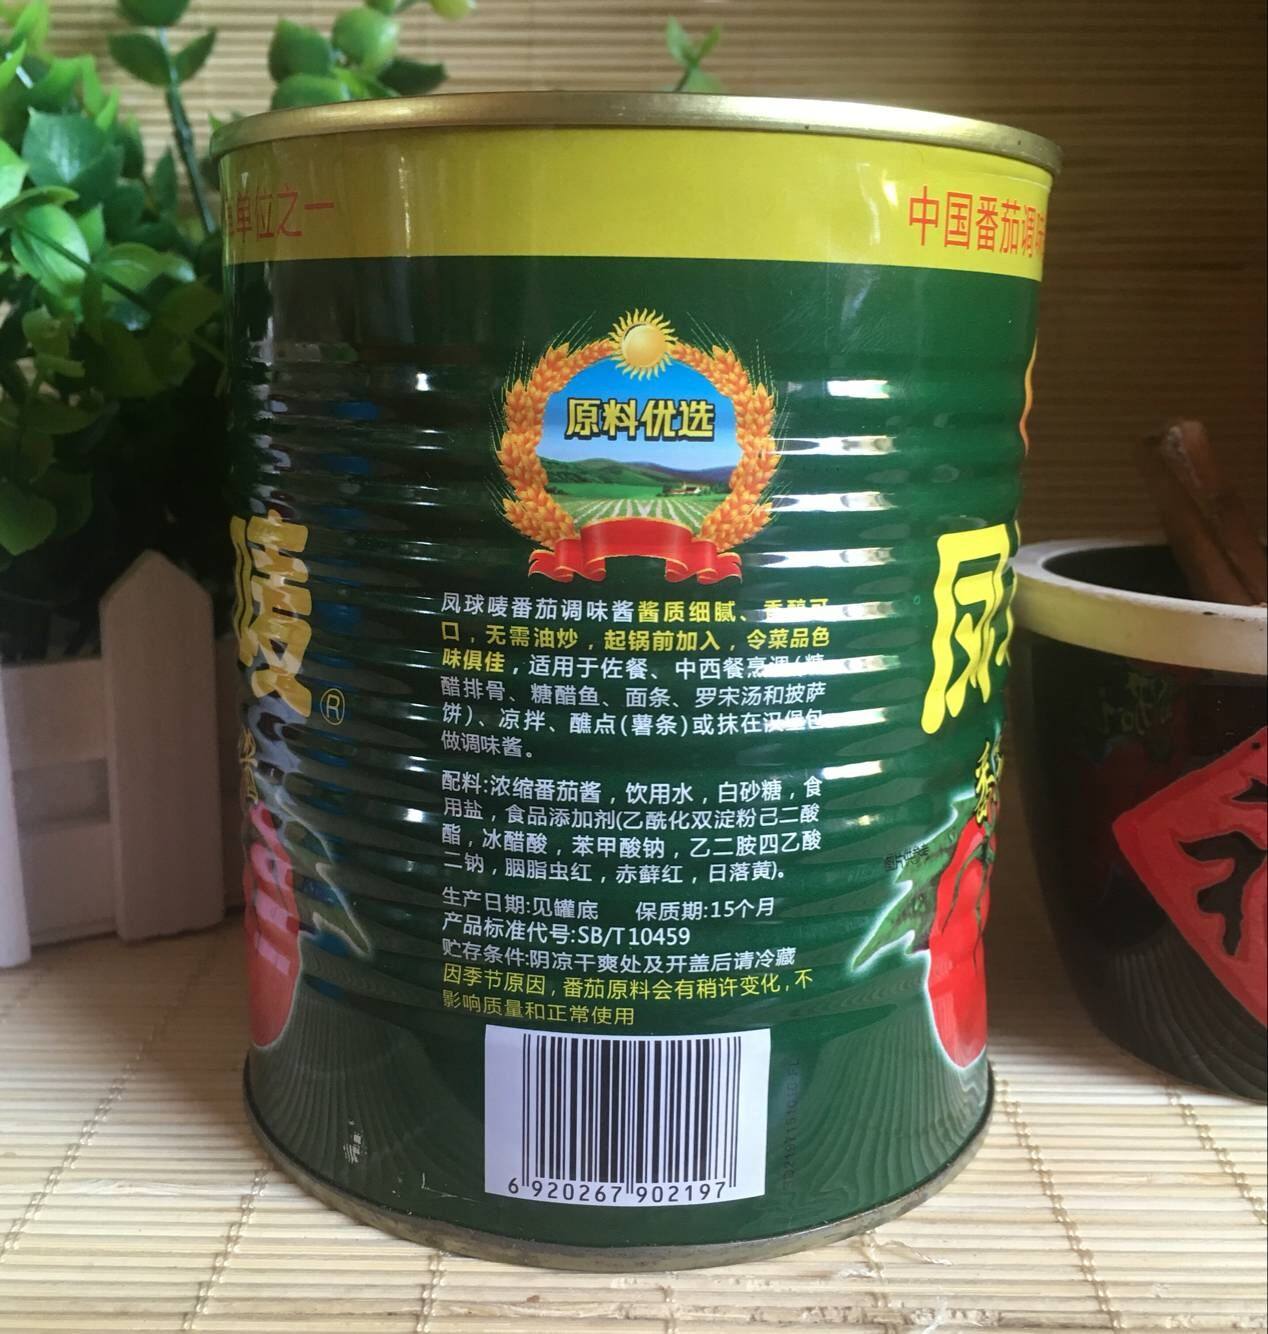 单位之一
中国番茄调味
原料优选
唛®
凤
凤球唛番茄调味酱酱质细腻、香醇可
口，无需油炒，起锅前加入，令菜品色
味俱佳，适用于佐餐、中西餐烹调(糖
醋排骨、糖醋鱼、面条、罗宋汤和披萨
饼)、凉拌、蘸点(薯条)或抹在汉堡包
做调味酱。
配料:浓缩番茄酱，饮用水，白砂糖，食
用盐，食品添加剂(乙酰化双淀粉己二酸
酯，冰醋酸，苯甲酸钠，乙二胺四乙酸
二钠，胭脂虫红，赤藓红，日落黄)。
生产日期:见罐底 保质期:15个月
产品标准代号:SB/T10459
贮存条件:阴凉干爽处及开盖后请冷藏
因季节原因，番茄原料会有稍许变化，不
影响质量和正常使用
6 920267 902197